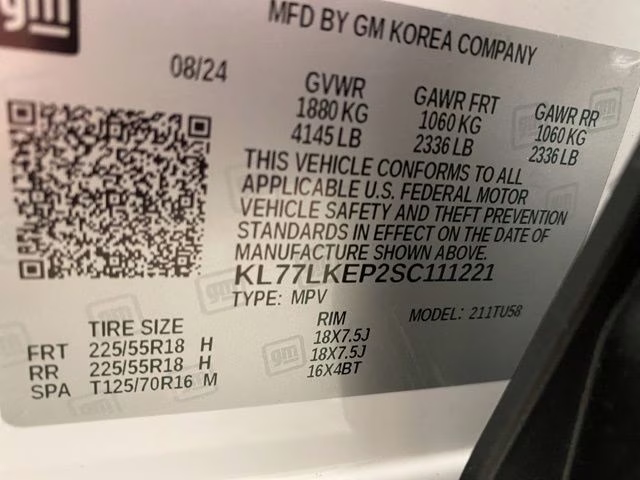 gm
MFD BY GM KOREA COMPANY
08/24
GVWR
1880 KG
4145 LB
GAWR FRT
1060 KG
2336 LB
GAWR RR
1060 KG
2336 LB
THIS VEHICLE CONFORMS TO ALL
APPLICABLE U.S. FEDERAL MOTOR
VEHICLE SAFETY AND THEFT PREVENTION
STANDARDS IN EFFECT ON THE DATE OF
MANUFACTURE SHOWN ABOVE.
KL77LKEP2SC111221
TYPE: MPV
MODEL: 211TU58
TIRE SIZE
RIM
FRT 225/55R18 H 18X7.5J
RR 225/55R18 H 18X7.5J
SPA T125/70R16 M 16X4BT